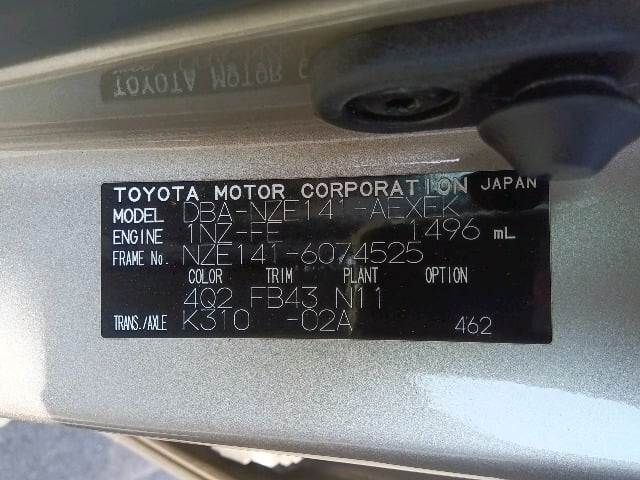 TOYOTA MOTOR C
TOYOTA MOTOR CORPORATION JAPAN
MODEL DBA-NZE141-AEXEK
ENGINE 1NZ-FE 1496 mL
FRAME No. NZE141-6074525
COLOR TRIM PLANT OPTION
4Q2 FB43 N11
TRANS./AXLE K310 -02A 462